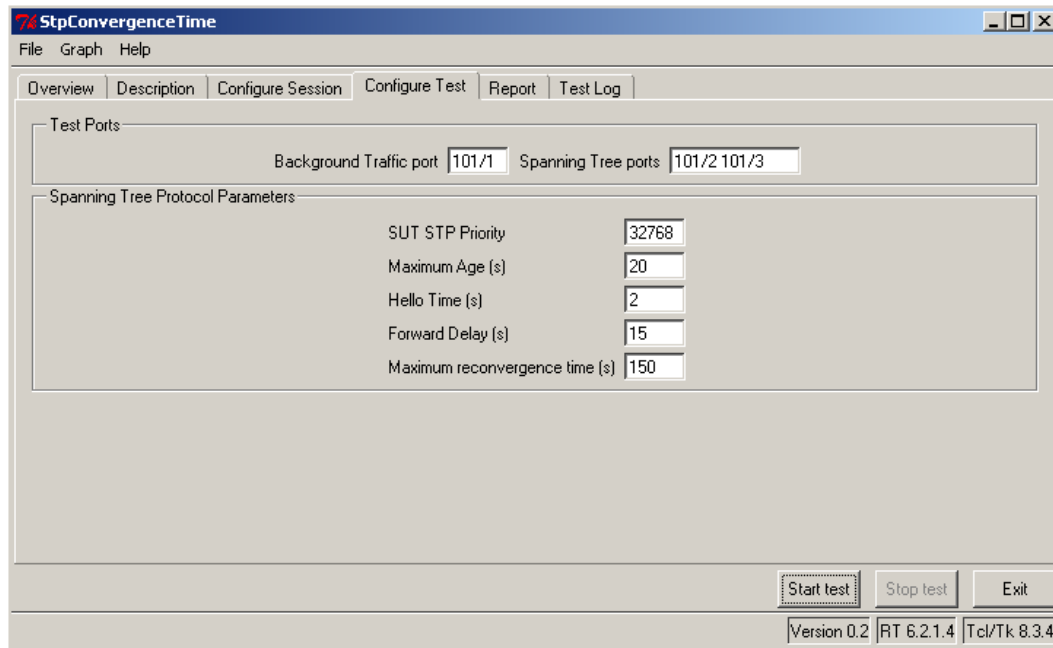 StpConvergenceTime
File Graph Help
Overview Description Configure Session Configure Test Report Test Log
Test Ports
Background Traffic port 101/1 Spanning Tree ports 101/2 101/3
Spanning Tree Protocol Parameters
SUT STP Priority 32768
Maximum Age (s) 20
Hello Time (s) 2
Forward Delay (s) 15
Maximum reconvergence time (s) 150
Start test Stop test Exit
Version 0.2 RT 6.2.1.4 Tcl/Tk 8.3.4